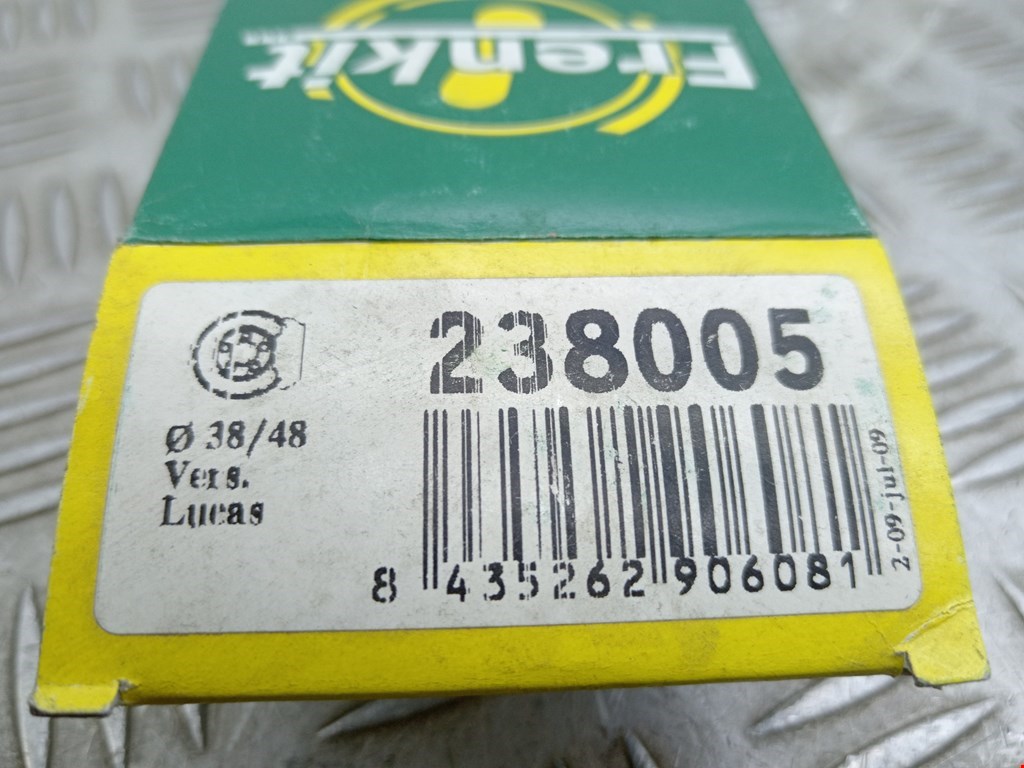 Frenkit
238005
Ø 38/48
Vers.
Lucas
8 435262 906081
2-09-jul-09